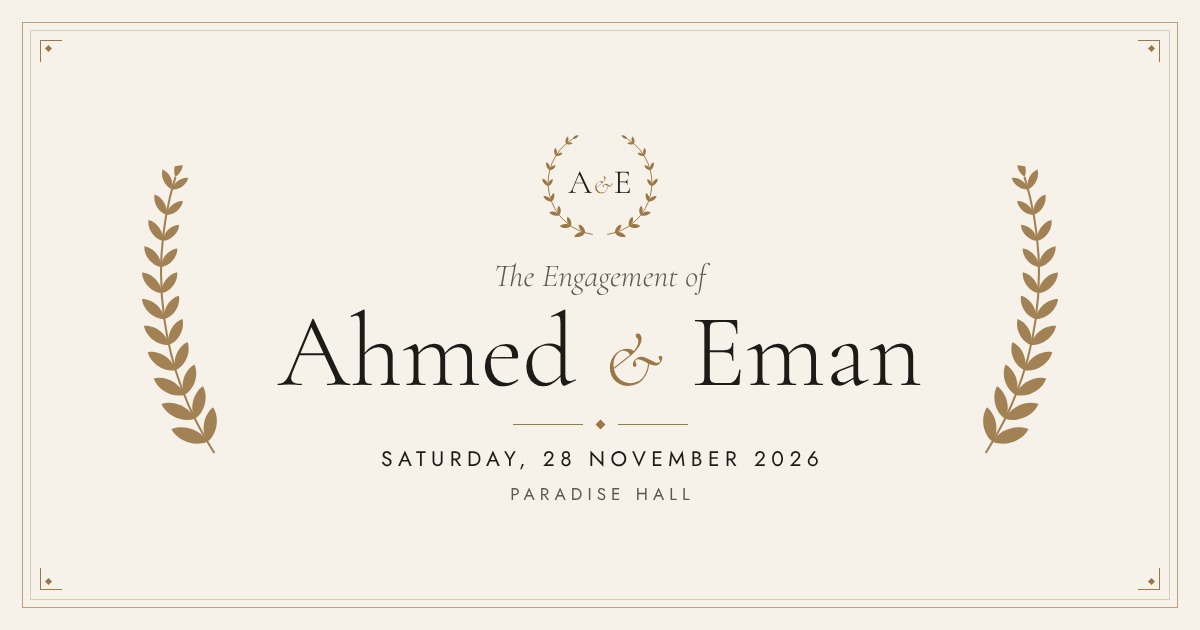 A&E
The Engagement of
Ahmed & Eman
SATURDAY, 28 NOVEMBER 2026
PARADISE HALL